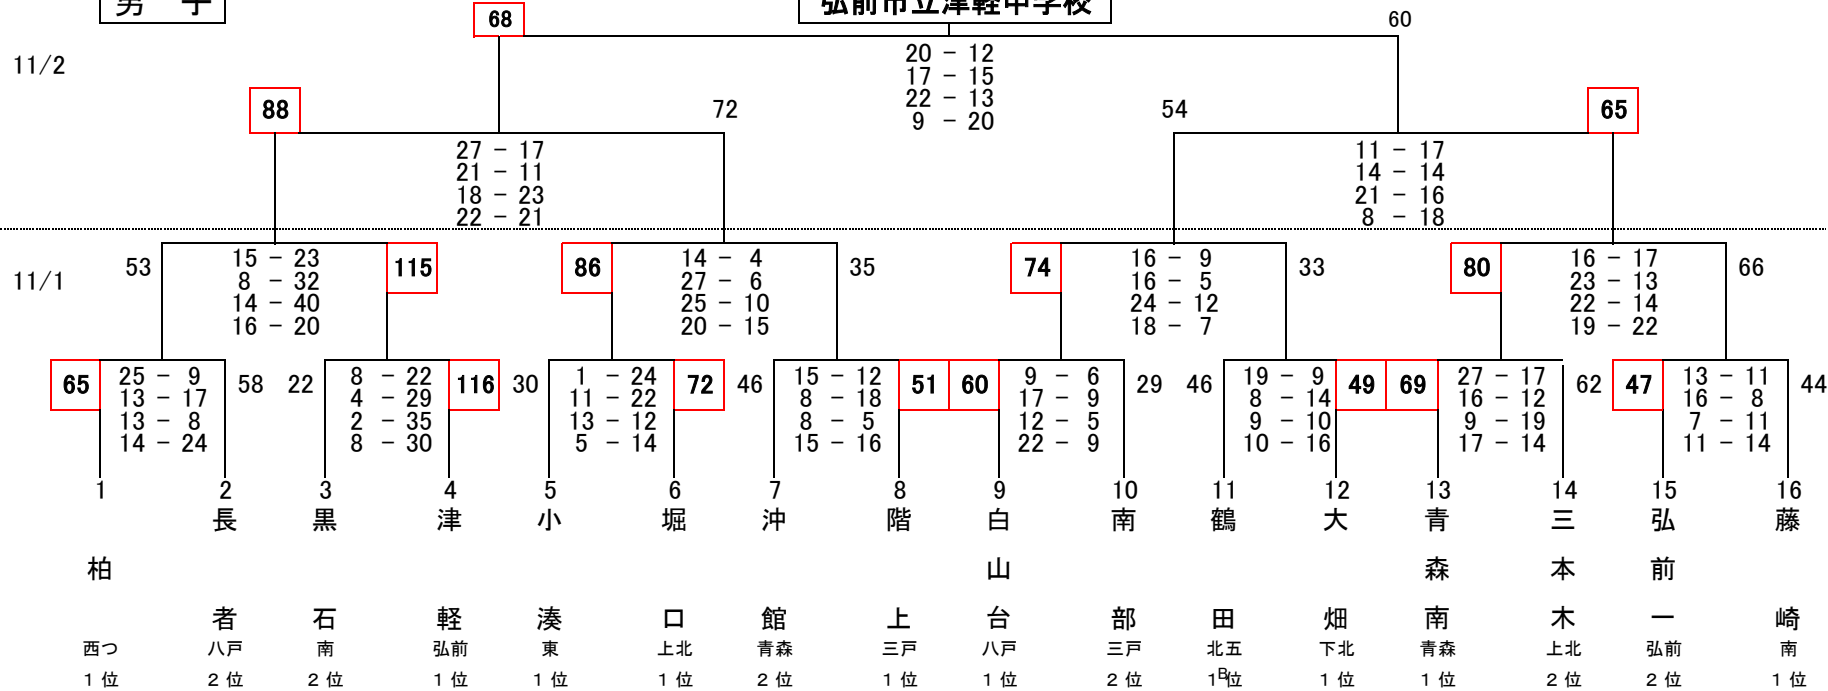 男 子
弘前市立津軽中学校
68
60
11/2
20 - 12
17 - 15
22 - 13
9 - 20
88
72
54
65
27 - 17
21 - 11
18 - 23
22 - 21
11 - 17
14 - 14
21 - 16
8 - 18
11/1
53
15 - 23
8 - 32
14 - 40
16 - 20
115
86
14 - 4
27 - 6
25 - 10
20 - 15
35
74
16 - 9
16 - 5
24 - 12
18 - 7
33
80
16 - 17
23 - 13
22 - 14
19 - 22
66
65
25 - 9
13 - 17
13 - 8
14 - 24
58
22
8 - 22
4 - 29
2 - 35
8 - 30
116
30
1 - 24
11 - 22
13 - 12
5 - 14
72
46
15 - 12
8 - 18
8 - 5
15 - 16
51
60
9 - 6
17 - 9
12 - 5
22 - 9
29
46
19 - 9
8 - 14
9 - 10
10 - 16
49
69
27 - 17
16 - 12
9 - 19
17 - 14
62
47
13 - 11
16 - 8
7 - 11
11 - 14
44
1 2 3 4 5 6 7 8 9 10 11 12 13 14 15 16
柏
長者
黒石
津軽
小湊
堀口
沖館
階上
白山台
南部
鶴田
大畑
青森南
三本木
弘前一
藤崎
西つ 八戸 南 弘前 東 上北 青森 三戸 八戸 三戸 北五 下北 青森 上北 弘前 南
B
1位 2位 2位 1位 1位 1位 2位 1位 1位 2位 1位 1位 1位 2位 2位 1位